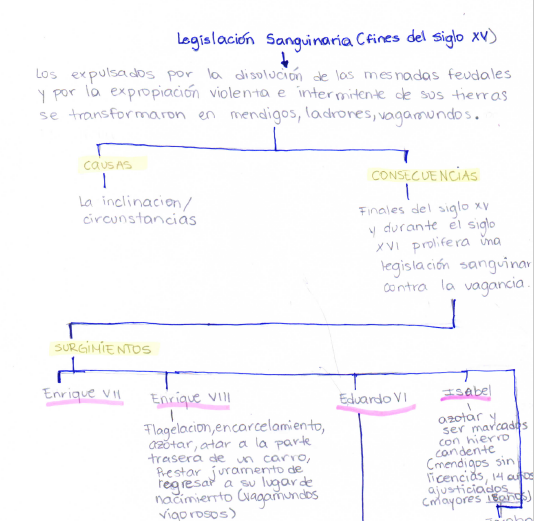 Legislación Sanguinaria (fines del siglo XV)
Los expulsados por la disolución de las mesnadas feudales
y por la expropiación violenta e intermitente de sus tierras
se transformaron en mendigos, ladrones, vagamundos.
CAUSAS
La inclinacion/
circunstancias
CONSECUENCIAS
Finales del siglo XV
y durante el siglo
XVI prolifera una
legislación sanguinar
contra la vagancia.
SURGIMIENTOS
Enrique VII
Enrique VIII
Flagelacion, encarcelamiento,
azotar, atar a la parte
trasera de un carro,
Prestar juramento de
regresar a su lugar de
nacimiento (vagamundos
vigorosos)
Eduardo VI
Isabel
azotar y
ser marcados
con hierro
candente
(mendigos sin
licencias, 14 años
ajusticiados
(mayores 18años)